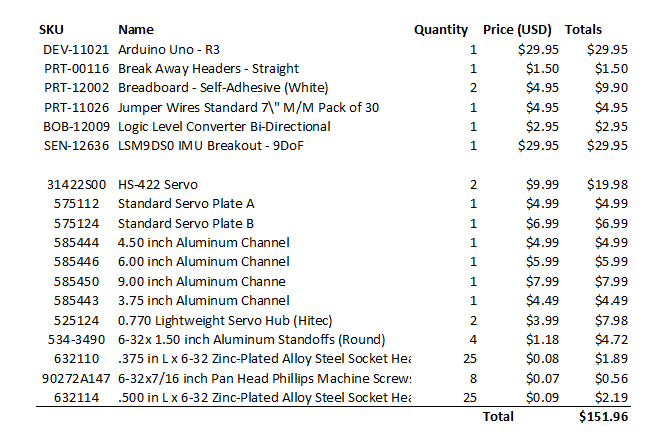 SKU Name Quantity Price (USD) Totals
DEV-11021 Arduino Uno - R3 1 $29.95 $29.95
PRT-00116 Break Away Headers - Straight 1 $1.50 $1.50
PRT-12002 Breadboard - Self-Adhesive (White) 2 $4.95 $9.90
PRT-11026 Jumper Wires Standard 7\" M/M Pack of 30 1 $4.95 $4.95
BOB-12009 Logic Level Converter Bi-Directional 1 $2.95 $2.95
SEN-12636 LSM9DS0 IMU Breakout - 9DoF 1 $29.95 $29.95
31422S00 HS-422 Servo 2 $9.99 $19.98
575112 Standard Servo Plate A 1 $4.99 $4.99
575124 Standard Servo Plate B 1 $6.99 $6.99
585444 4.50 inch Aluminum Channel 1 $4.99 $4.99
585446 6.00 inch Aluminum Channel 1 $5.99 $5.99
585450 9.00 inch Aluminum Channe 1 $7.99 $7.99
585443 3.75 inch Aluminum Channel 1 $4.49 $4.49
525124 0.770 Lightweight Servo Hub (Hitec) 2 $3.99 $7.98
534-3490 6-32x 1.50 inch Aluminum Standoffs (Round) 4 $1.18 $4.72
632110 .375 in L x 6-32 Zinc-Plated Alloy Steel Socket Hea 25 $0.08 $1.89
90272A147 6-32x7/16 inch Pan Head Phillips Machine Screws 8 $0.07 $0.56
632114 .500 in L x 6-32 Zinc-Plated Alloy Steel Socket Hea 25 $0.09 $2.19
Total $151.96